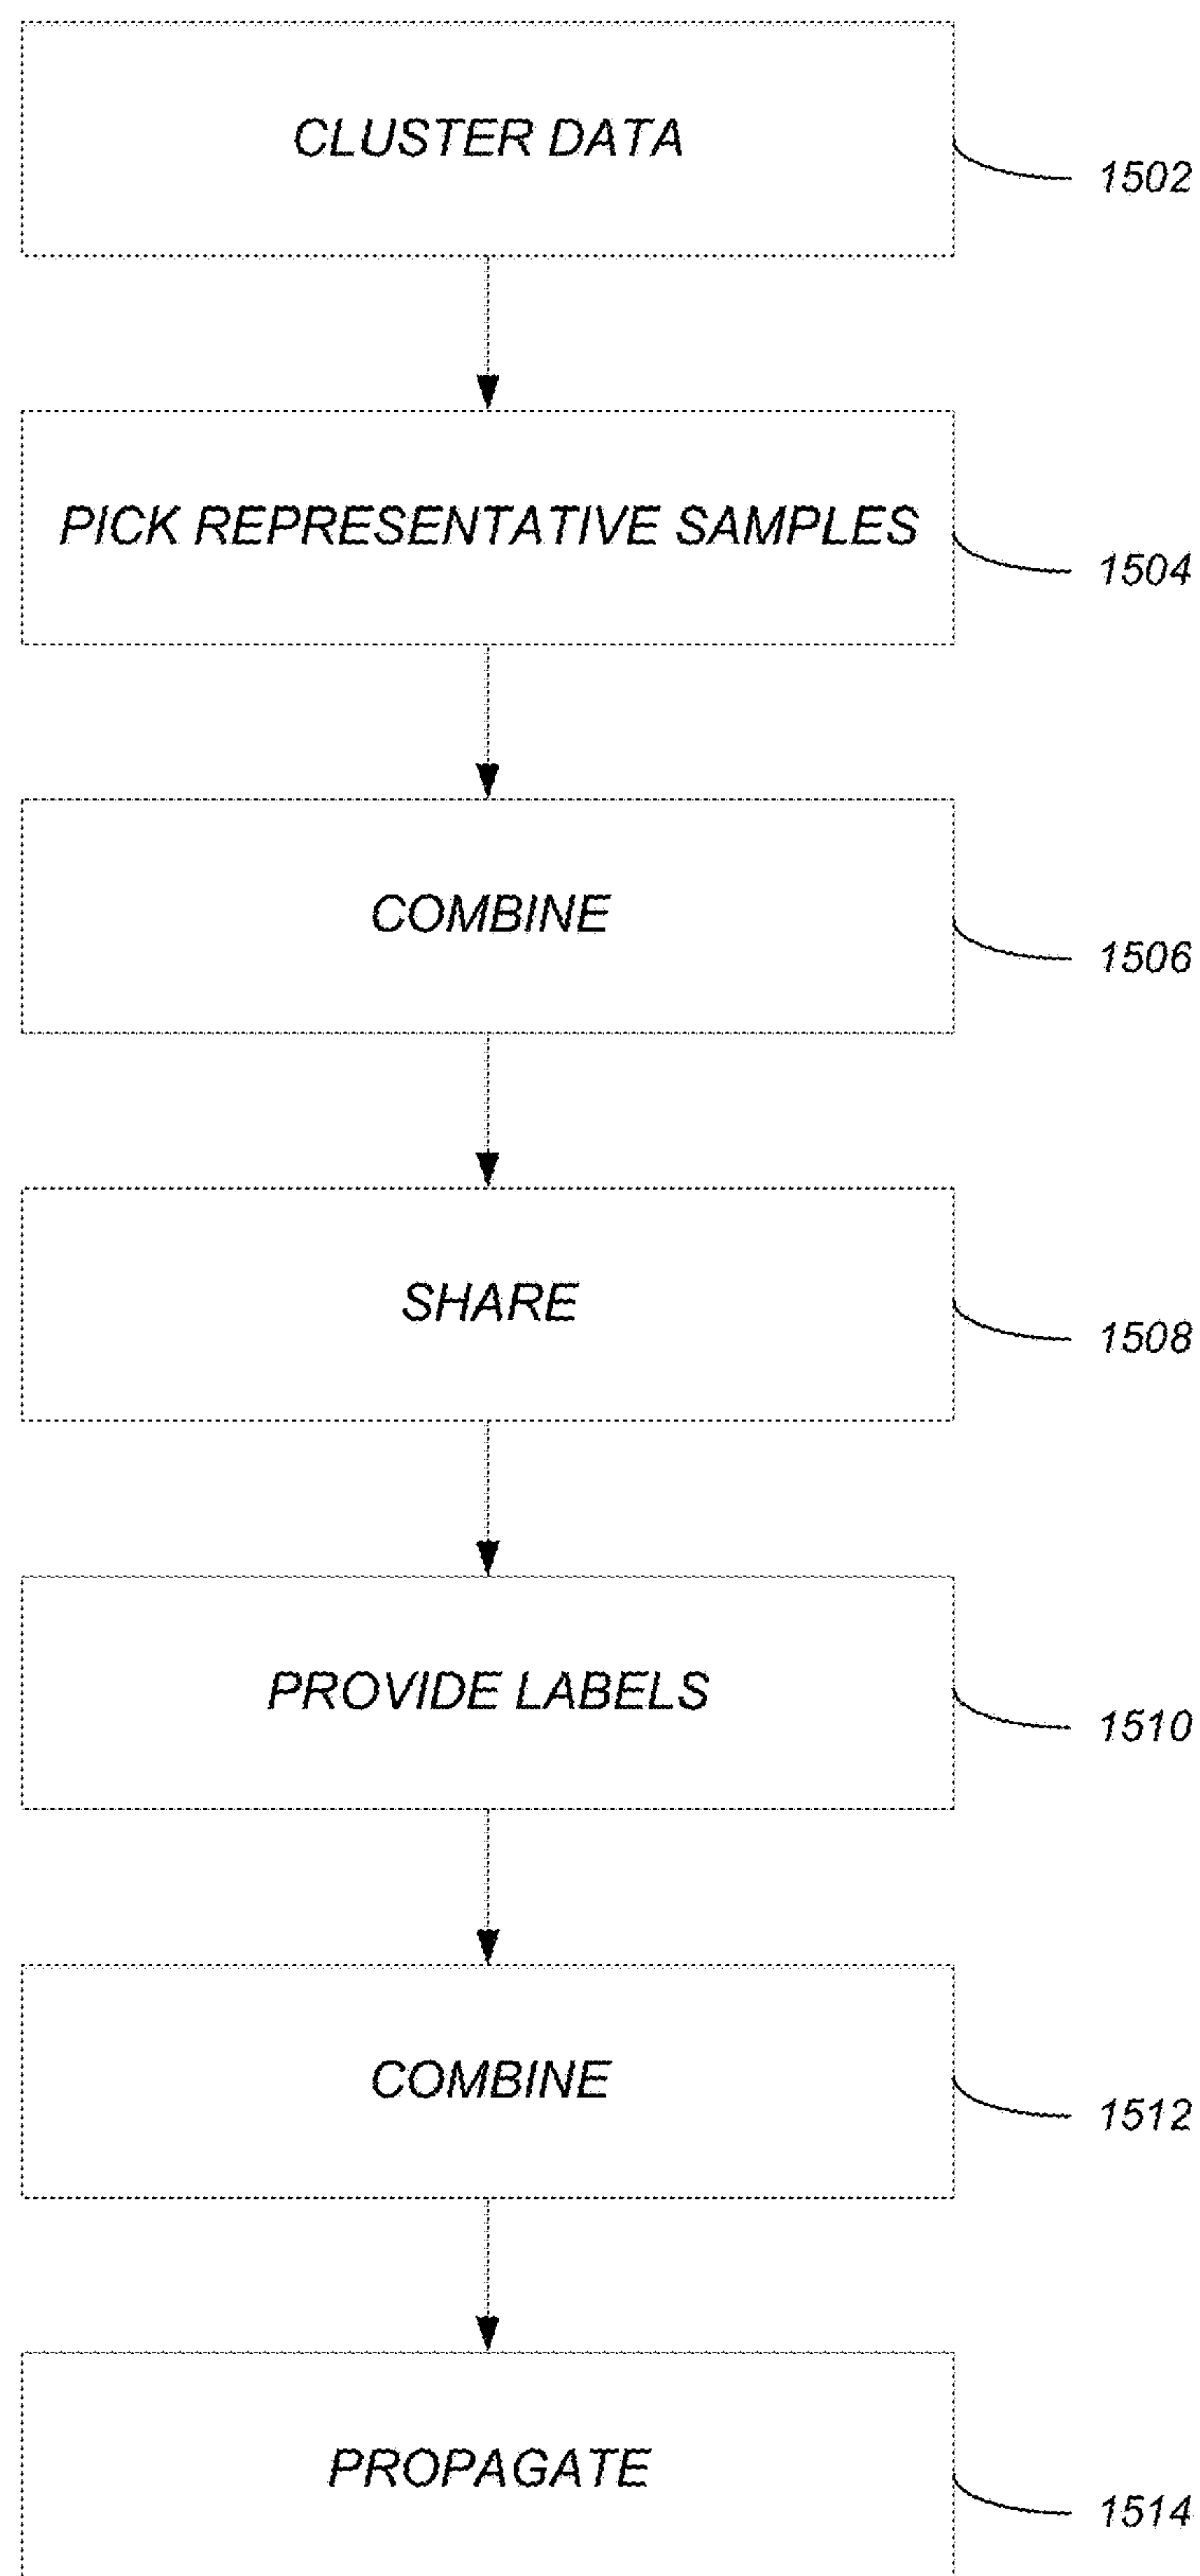 CLUSTER DATA
1502
PICK REPRESENTATIVE SAMPLES
1504
COMBINE
1506
SHARE
1508
PROVIDE LABELS
1510
COMBINE
1512
PROPAGATE
1514